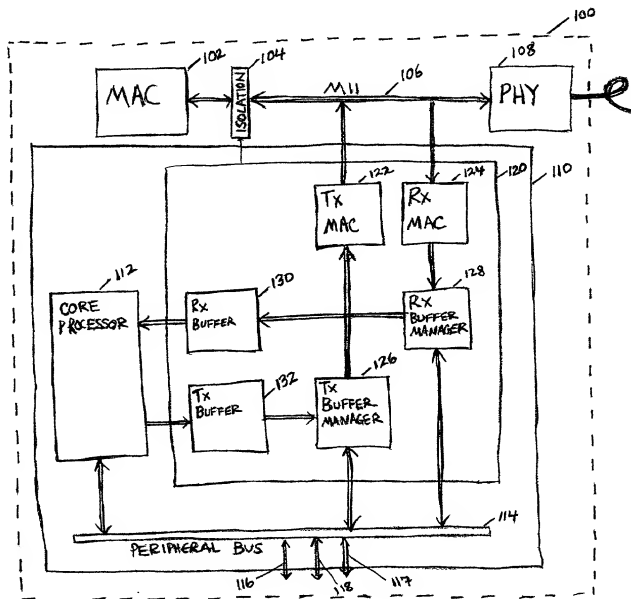 100
102
104
108
MAC
ISOLATION
MII
106
PHY
122
124
120
110
Tx
MAC
Rx
MAC
112
130
128
CORE
PROCESSOR
Rx
BUFFER
Rx
BUFFER
MANAGER
132
126
Tx
BUFFER
Tx
BUFFER
MANAGER
114
PERIPHERAL BUS
116
118
117